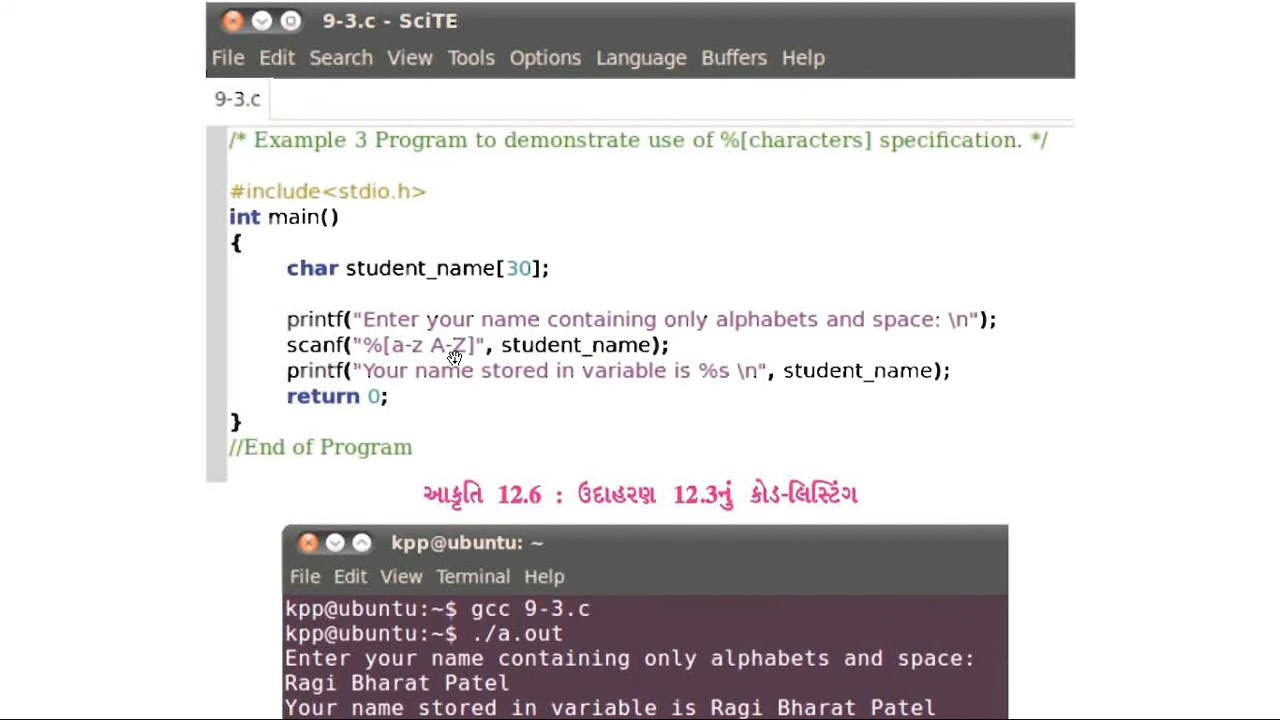 9-3.c - SciTE
File Edit Search View Tools Options Language Buffers Help
9-3.c
/* Example 3 Program to demonstrate use of %[characters] specification. */
#include<stdio.h>
int main()
{
char student_name[30];
printf("Enter your name containing only alphabets and space: \n");
scanf("%[a-z A-Z]", student_name);
printf("Your name stored in variable is %s \n", student_name);
return 0;
}
//End of Program
આકૃતિ 12.6 : ઉદાહરણ 12.3નું કોડ-લિસ્ટિંગ
kpp@ubuntu: ~
File Edit View Terminal Help
kpp@ubuntu:~$ gcc 9-3.c
kpp@ubuntu:~$ ./a.out
Enter your name containing only alphabets and space:
Ragi Bharat Patel
Your name stored in variable is Ragi Bharat Patel